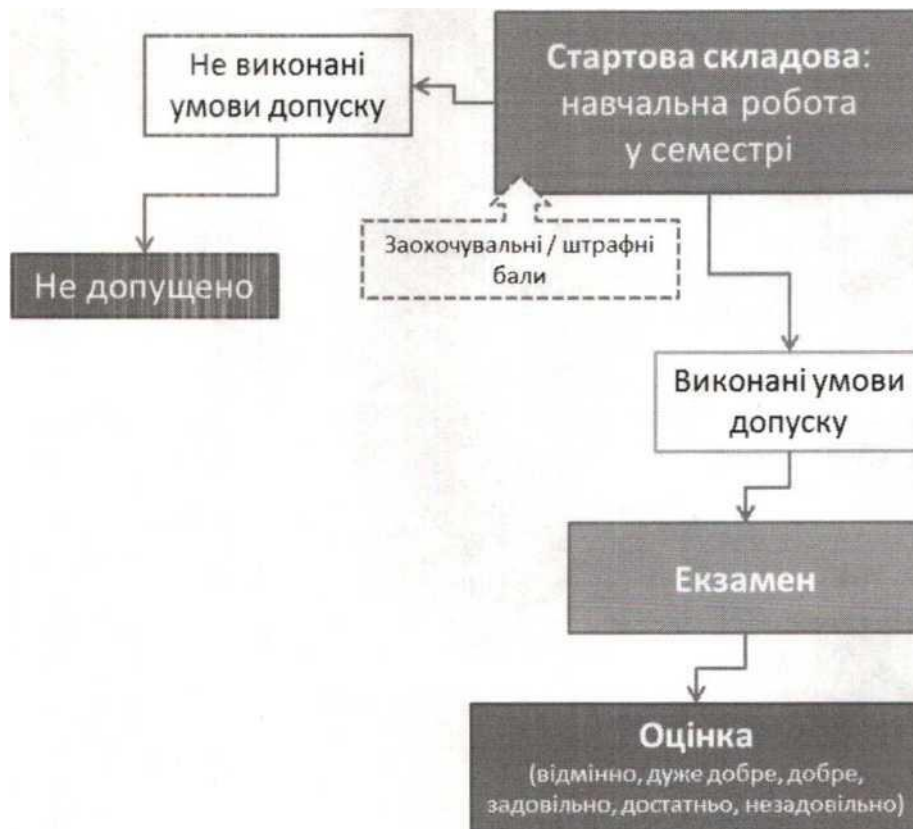 Не виконані
умови допуску
Стартова складова:
навчальна робота
у семестрі
Заохочувальні / штрафні
бали
Не допущено
Виконані умови
допуску
Екзамен
Оцінка
(відмінно, дуже добре, добре,
задовільно, достатньо, незадовільно)